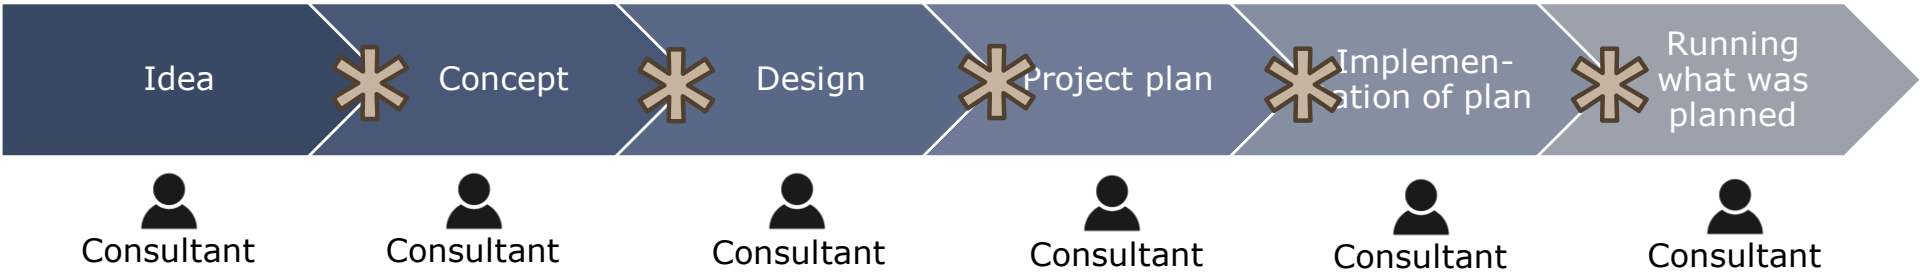 Idea
Concept
Design
Project plan
Implemen-
ation of plan
Running
what was
planned
Consultant
Consultant
Consultant
Consultant
Consultant
Consultant